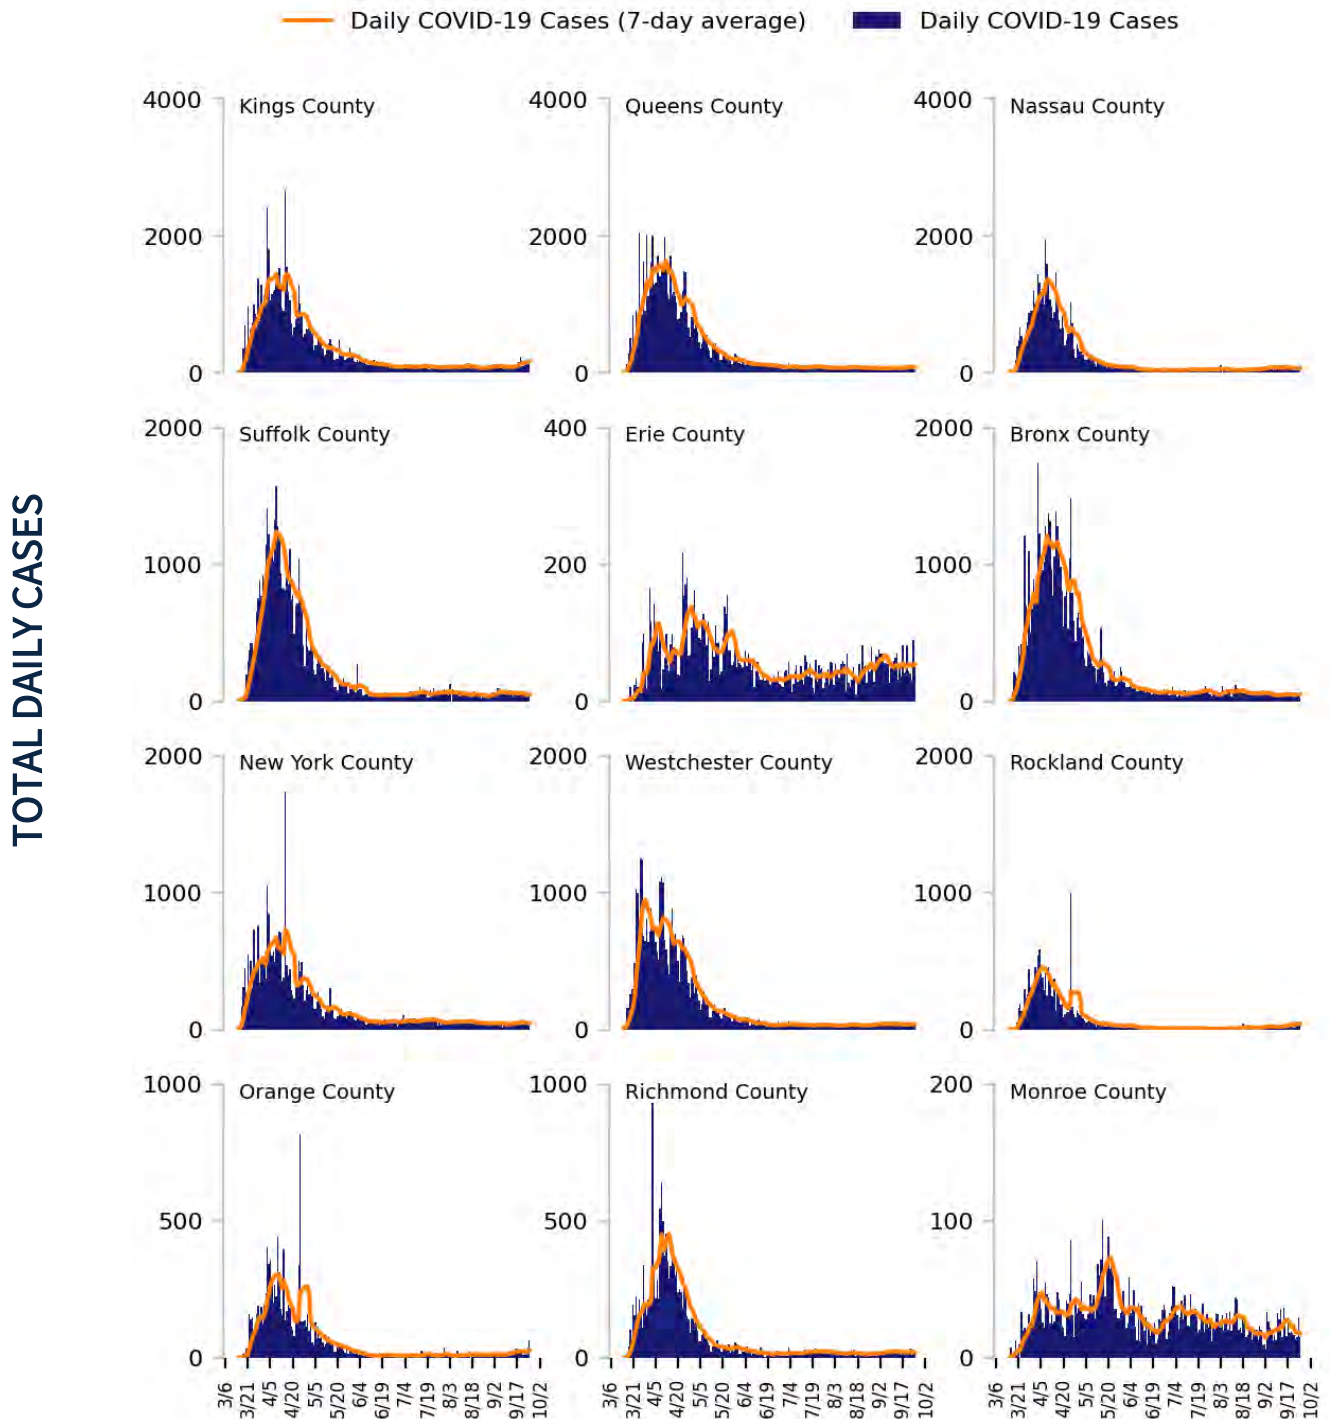 Daily COVID-19 Cases (7-day average) Daily COVID-19 Cases
TOTAL DAILY CASES
4000 Kings County 4000 Queens County 4000 Nassau County
2000 2000 2000
0 0 0
2000 Suffolk County 400 Erie County 2000 Bronx County
1000 200 1000
0 0 0
2000 New York County 2000 Westchester County 2000 Rockland County
1000 1000 1000
0 0 0
1000 Orange County 1000 Richmond County 200 Monroe County
500 500 100
0 0 0
3/6 3/21 4/5 4/20 5/5 5/20 6/4 6/19 7/4 7/19 8/3 8/18 9/2 9/17 10/2 3/6 3/21 4/5 4/20 5/5 5/20 6/4 6/19 7/4 7/19 8/3 8/18 9/2 9/17 10/2 3/6 3/21 4/5 4/20 5/5 5/20 6/4 6/19 7/4 7/19 8/3 8/18 9/2 9/17 10/2